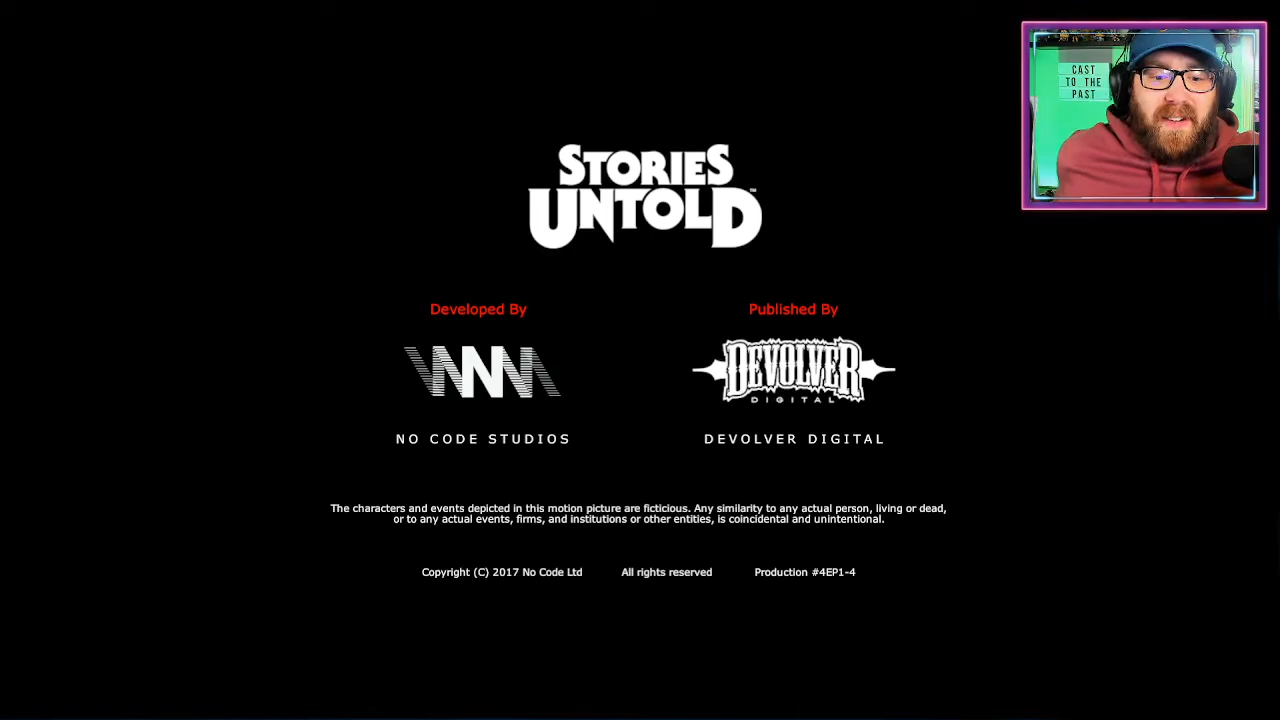 CAST
TO THE
PAST
STORIES
UNTOLD™
Developed By
Published By
DEVOLVER
DIGITAL
NO CODE STUDIOS
DEVOLVER DIGITAL
The characters and events depicted in this motion picture are ficticious. Any similarity to any actual person, living or dead,
or to any actual events, firms, and institutions or other entities, is coincidental and unintentional.
Copyright (C) 2017 No Code Ltd All rights reserved Production #4EP1-4